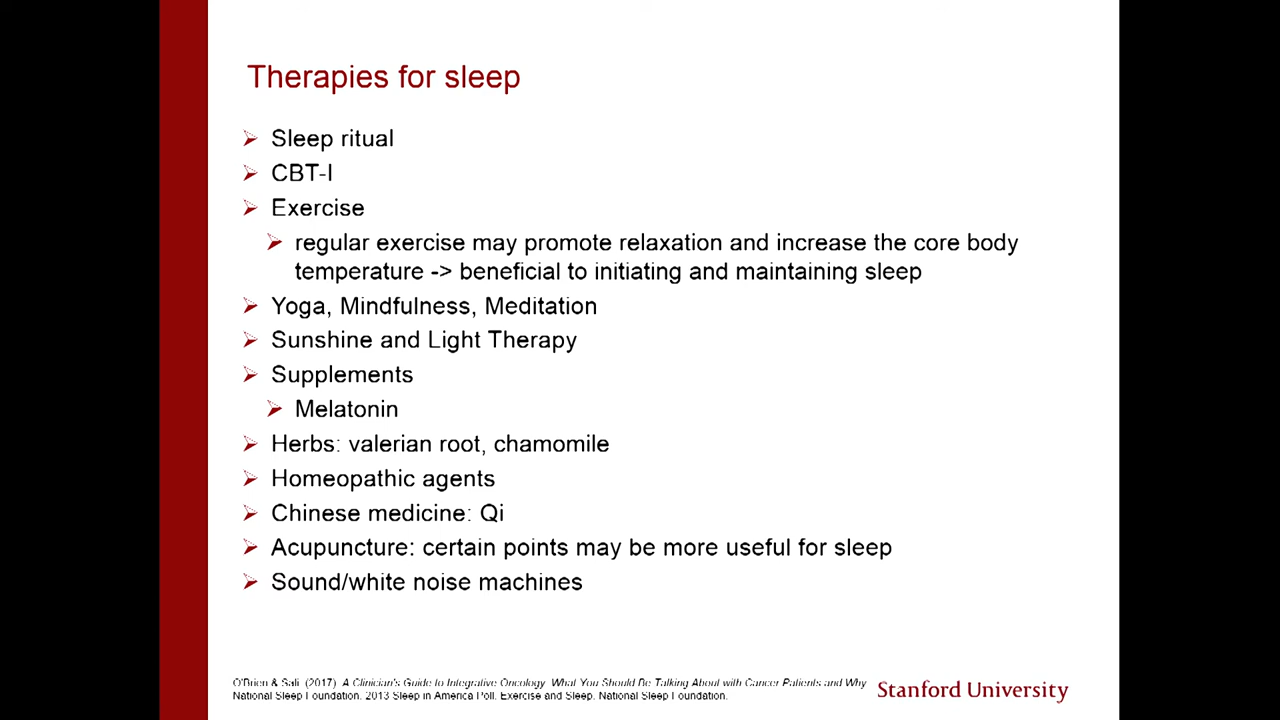 Therapies for sleep
Sleep ritual
CBT-I
Exercise
regular exercise may promote relaxation and increase the core body
temperature -> beneficial to initiating and maintaining sleep
Yoga, Mindfulness, Meditation
Sunshine and Light Therapy
Supplements
Melatonin
Herbs: valerian root, chamomile
Homeopathic agents
Chinese medicine: Qi
Acupuncture: certain points may be more useful for sleep
Sound/white noise machines
O'Brien & Sali. (2017). A Clinician's Guide to Integrative Oncology. What You Should Be Talking About with Cancer Patients and Why
National Sleep Foundation. 2013 Sleep in America Poll. Exercise and Sleep. National Sleep Foundation.
Stanford University